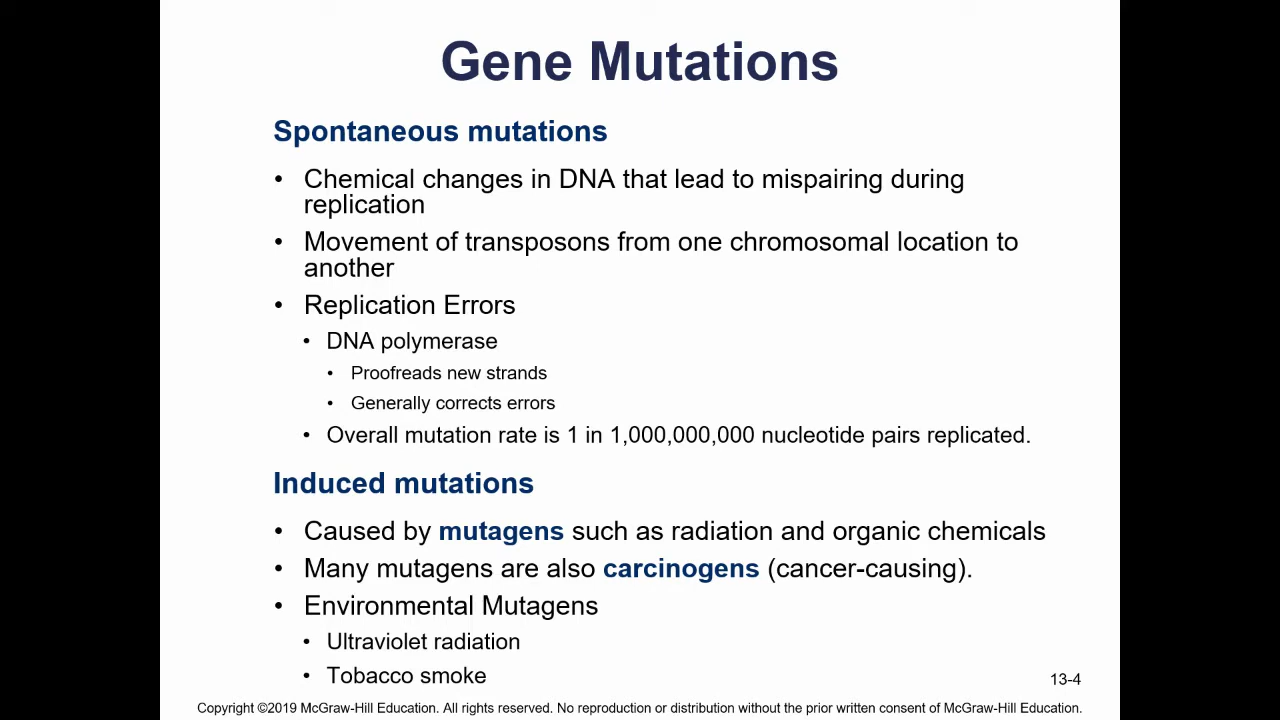 Gene Mutations
Spontaneous mutations
• Chemical changes in DNA that lead to mispairing during
replication
• Movement of transposons from one chromosomal location to
another
• Replication Errors
• DNA polymerase
• Proofreads new strands
• Generally corrects errors
• Overall mutation rate is 1 in 1,000,000,000 nucleotide pairs replicated.
Induced mutations
• Caused by mutagens such as radiation and organic chemicals
• Many mutagens are also carcinogens (cancer-causing).
• Environmental Mutagens
• Ultraviolet radiation
• Tobacco smoke
13-4
Copyright ©2019 McGraw-Hill Education. All rights reserved. No reproduction or distribution without the prior written consent of McGraw-Hill Education.